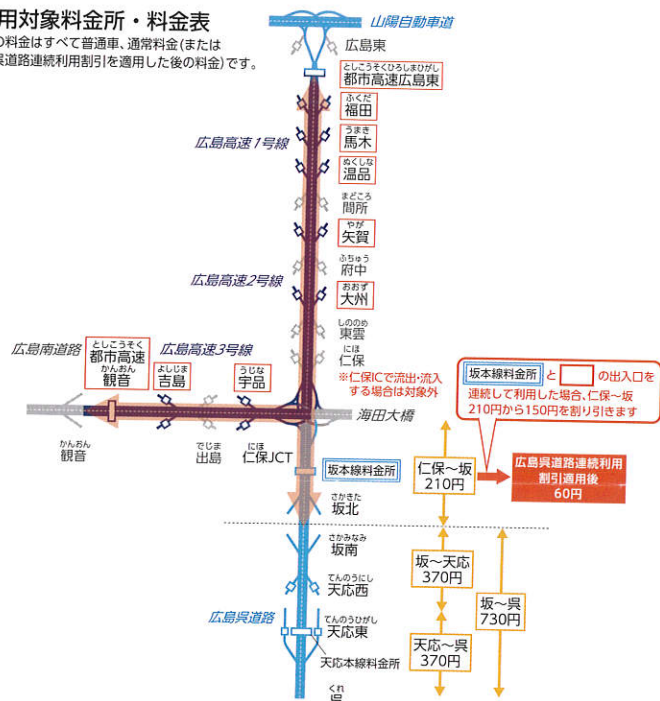 用対象料金所・料金表
の料金はすべて普通車、通常料金(または
呉道路連続利用割引を適用した後の料金)です。
山陽自動車道
広島東
としこうそくひろしまひがし
都市高速広島東
ふくだ
福田
広島高速1号線
うまき
馬木
ぬくしな
温品
まどころ
間所
やが
矢賀
ふちゅう
府中
広島高速2号線
おおず
大州
しののめ
東雲
にほ
仁保
※仁保ICで流出・流入
する場合は対象外
広島南道路
としこうそく
都市高速
かんおん
観音
広島高速3号線
よしじま
吉島
うじな
宇品
海田大橋
かんおん
観音
でじま
出島
にほ
仁保JCT
坂本線料金所 と の出入口を
連続して利用した場合、仁保〜坂
210円から150円を割り引きます
坂本線料金所
仁保〜坂
210円
広島呉道路連続利用
割引適用後
60円
さかきた
坂北
さかみなみ
坂南
坂〜天応
370円
てんのうにし
天応西
坂〜呉
730円
広島呉道路
てんのうひがし
天応東
天応本線料金所
天応〜呉
370円
くれ
呉